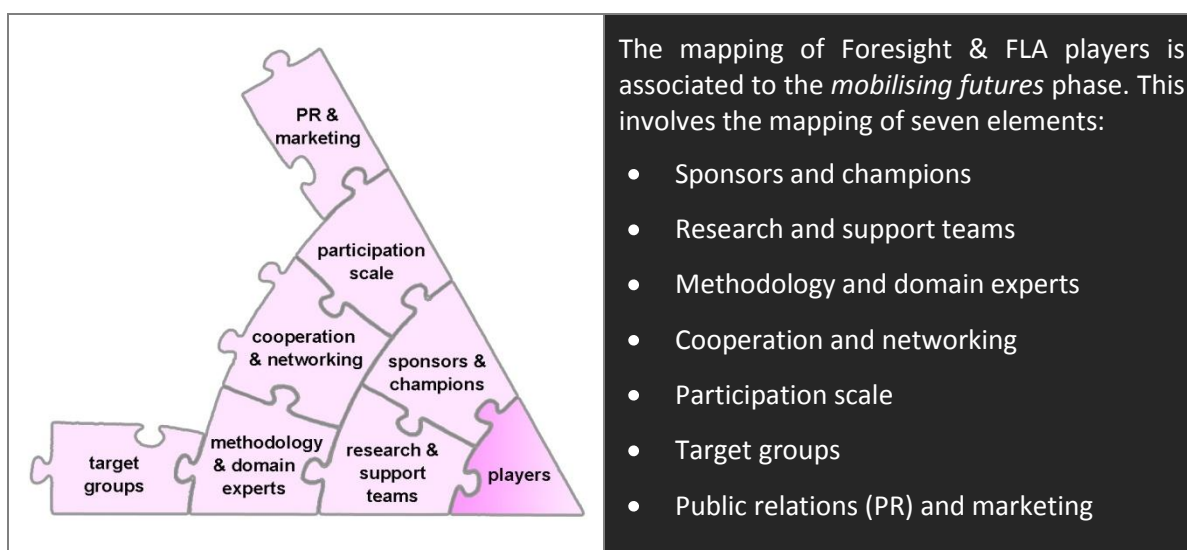 PR &
marketing
participation
scale
cooperation
& networking
sponsors &
champions
target
groups
methodology
& domain
experts
research &
support
teams
players
The mapping of Foresight & FLA players is
associated to the mobilising futures phase. This
involves the mapping of seven elements:
• Sponsors and champions
• Research and support teams
• Methodology and domain experts
• Cooperation and networking
• Participation scale
• Target groups
• Public relations (PR) and marketing